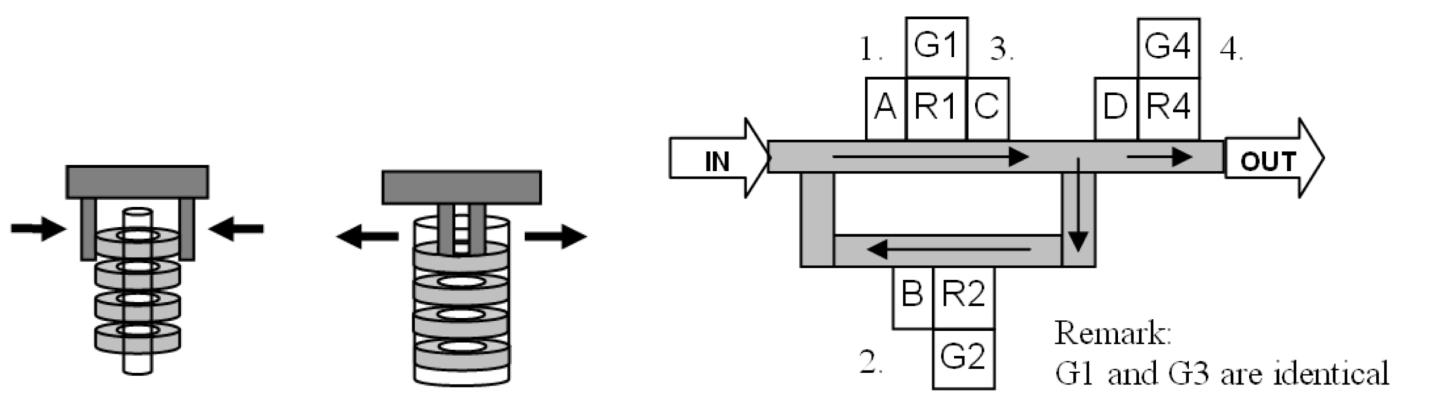 1. G1 3.
G4 4.
A R1 C
D R4
IN
OUT
B R2
2. G2
Remark:
G1 and G3 are identical